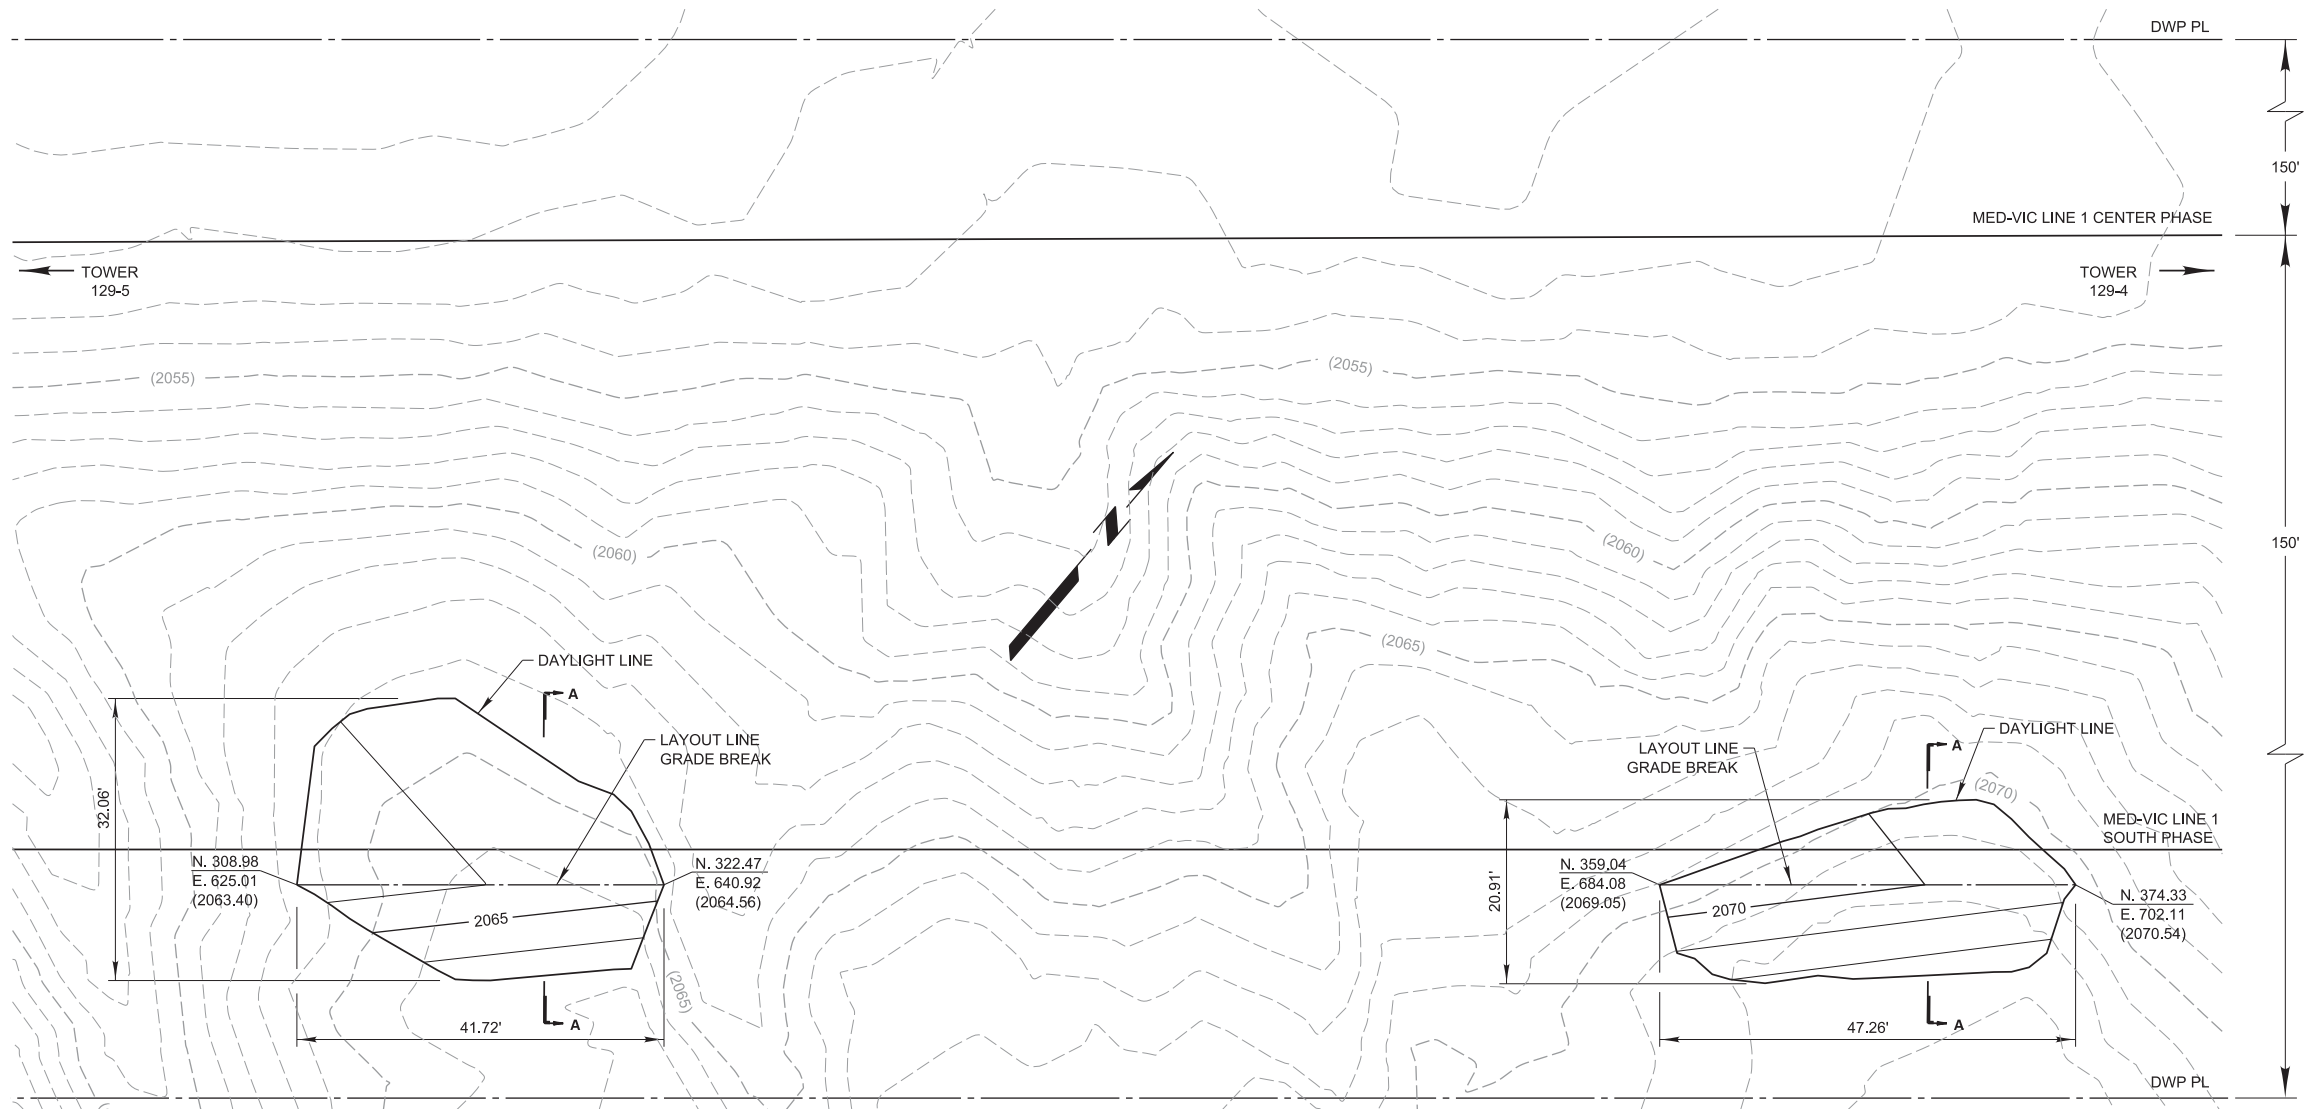 DWP PL
150'
MED-VIC LINE 1 CENTER PHASE
TOWER
129-5
TOWER
129-4
(2055)
(2055)
(2060)
(2060)
150'
(2065)
DAYLIGHT LINE
A
LAYOUT LINE
GRADE BREAK
32.06'
N. 308.98
E. 625.01
(2063.40)
N. 322.47
E. 640.92
(2064.56)
2065
(2065)
41.72'
A
DAYLIGHT LINE
A
LAYOUT LINE
GRADE BREAK
(2070)
MED-VIC LINE 1
SOUTH PHASE
20.91'
N. 359.04
E. 684.08
(2069.05)
2070
N. 374.33
E. 702.11
(2070.54)
47.26'
A
DWP PL